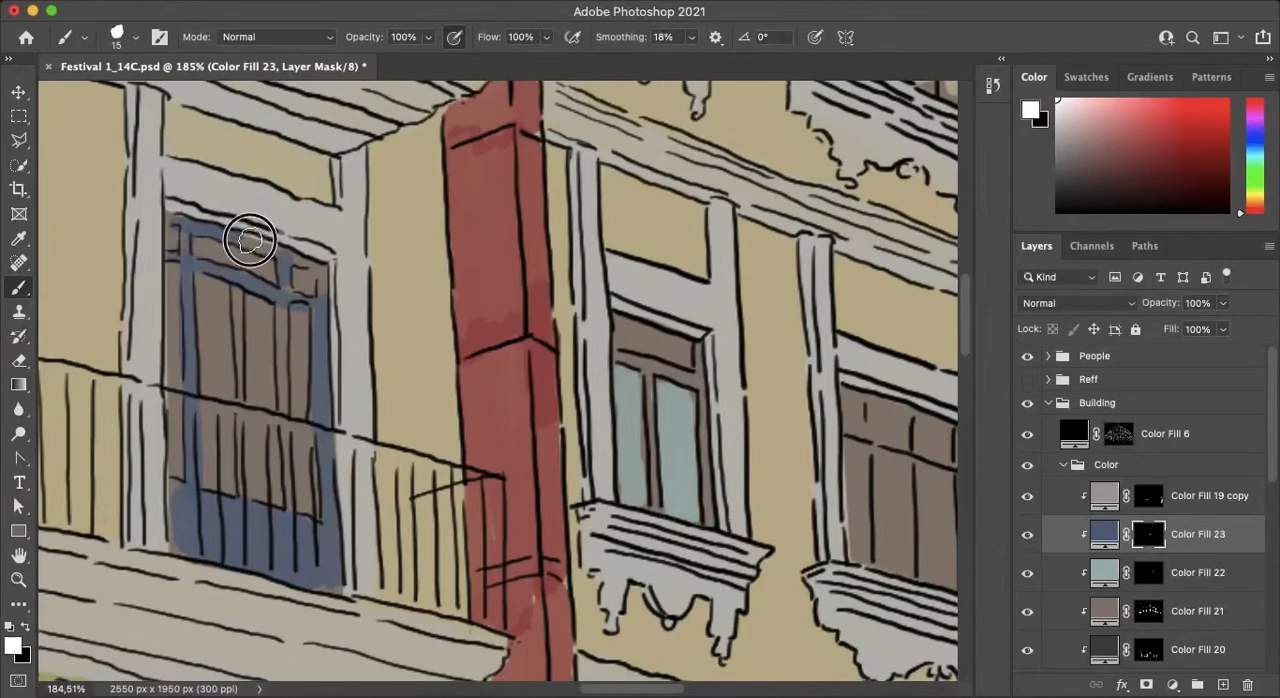 Adobe Photoshop 2021
15
Mode: Normal Opacity: 100% Flow: 100% Smoothing: 18% 0°
Festival 1_14C.psd @ 185% (Color Fill 23, Layer Mask/8) *
Color Swatches Gradients Patterns
Layers Channels Paths
Kind
Normal Opacity: 100%
Lock: Fill: 100%
People
Reff
Building
Color Fill 6
Color
Color Fill 19 copy
Color Fill 23
Color Fill 22
Color Fill 21
Color Fill 20
184,51% 2550 px x 1950 px (300 ppi)